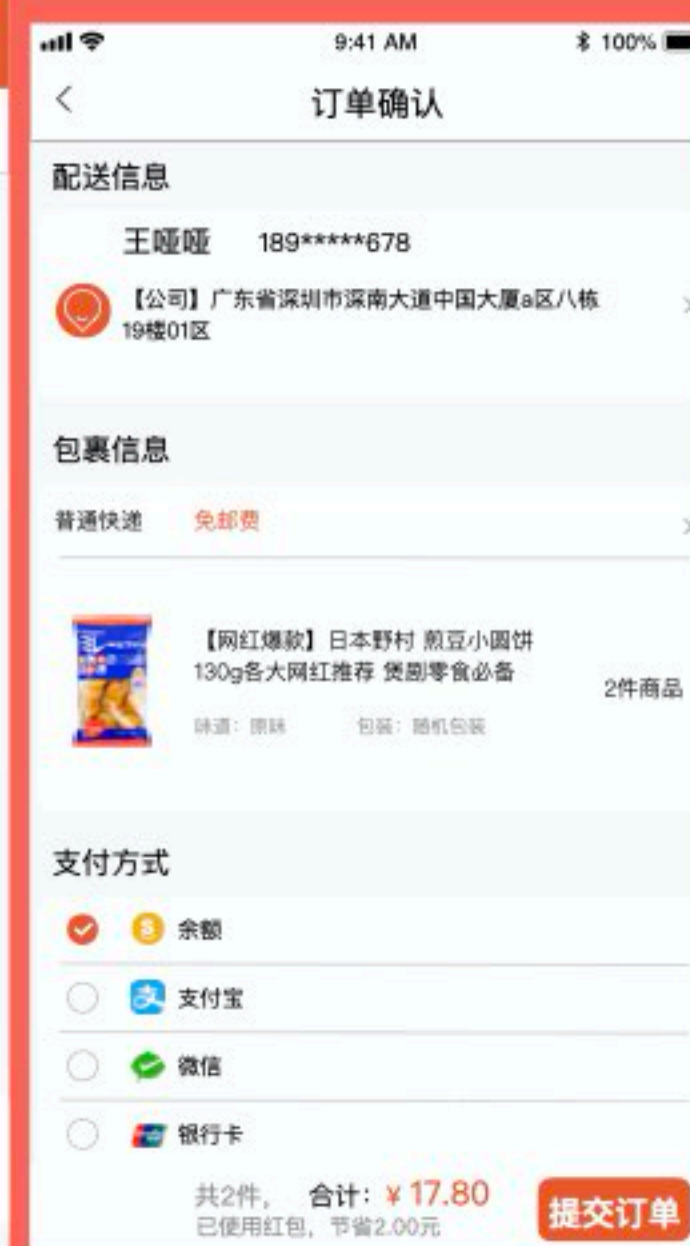 9:41 AM 100%
订单确认
配送信息
王哑哑 189*****678
【公司】广东省深圳市深南大道中国大厦a区八栋
19楼01区
包裹信息
普通快递 免邮费
【网红爆款】日本野村 煎豆小圆饼
130g各大网红推荐 煲剧零食必备
2件商品
味道：原味 包装：随机包装
支付方式
余额
支付宝
微信
银行卡
共2件， 合计：￥17.80
已使用红包，节省2.00元
提交订单